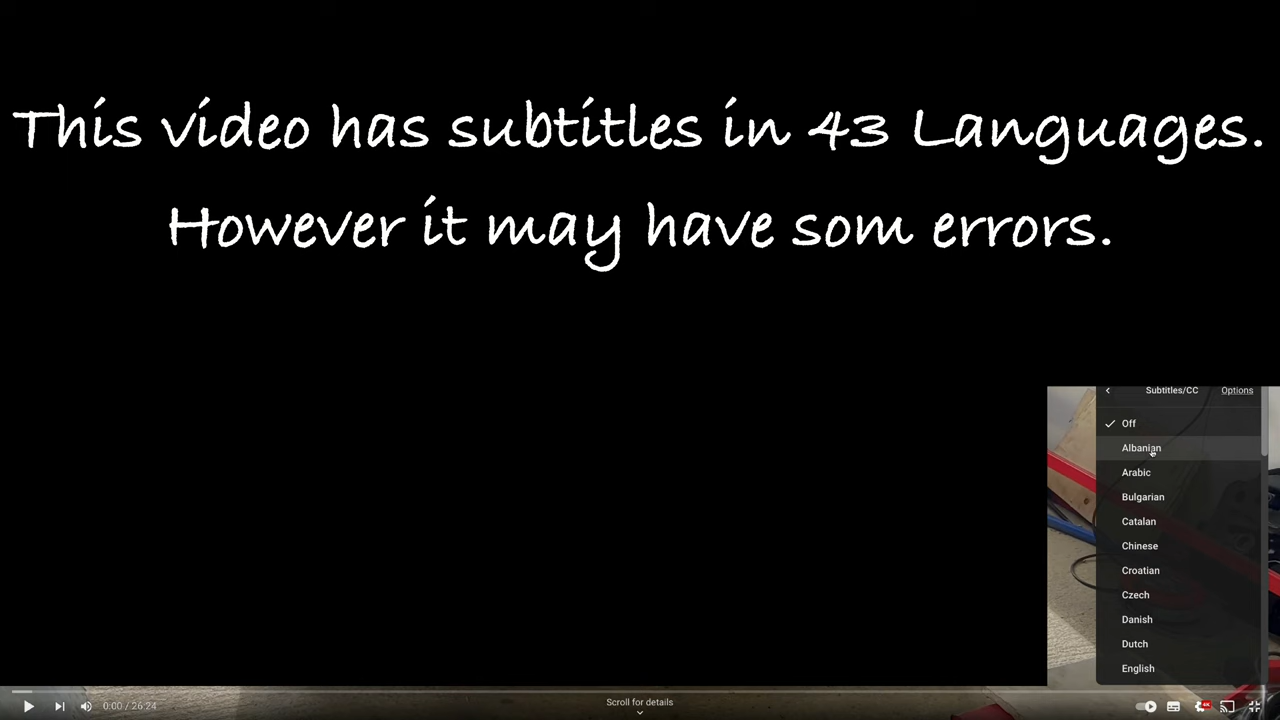 This video has subtitles in 43 Languages.
However it may have som errors.
Subtitles/CC Options
Off
Albanian
Arabic
Bulgarian
Catalan
Chinese
Croatian
Czech
Danish
Dutch
English
Scroll for details
0:00 / 26:24
4K